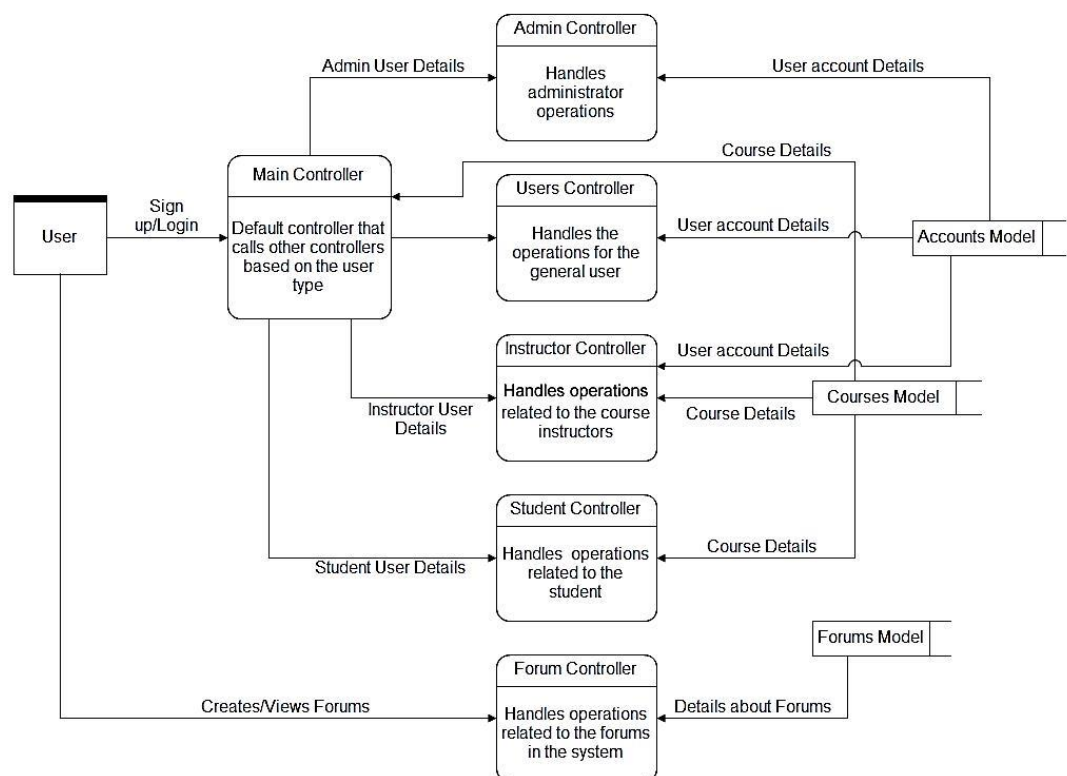 Admin Controller
Handles
administrator
operations
Admin User Details
User account Details
Course Details
Main Controller
Default controller that
calls other controllers
based on the user
type
User
Sign
up/Login
Users Controller
Handles the
operations for the
general user
User account Details
Accounts Model
Instructor Controller
Handles operations
related to the course
instructors
User account Details
Instructor User
Details
Course Details
Courses Model
Student Controller
Handles operations
related to the
student
Student User Details
Course Details
Forums Model
Forum Controller
Handles operations
related to the forums
in the system
Creates/Views Forums
Details about Forums